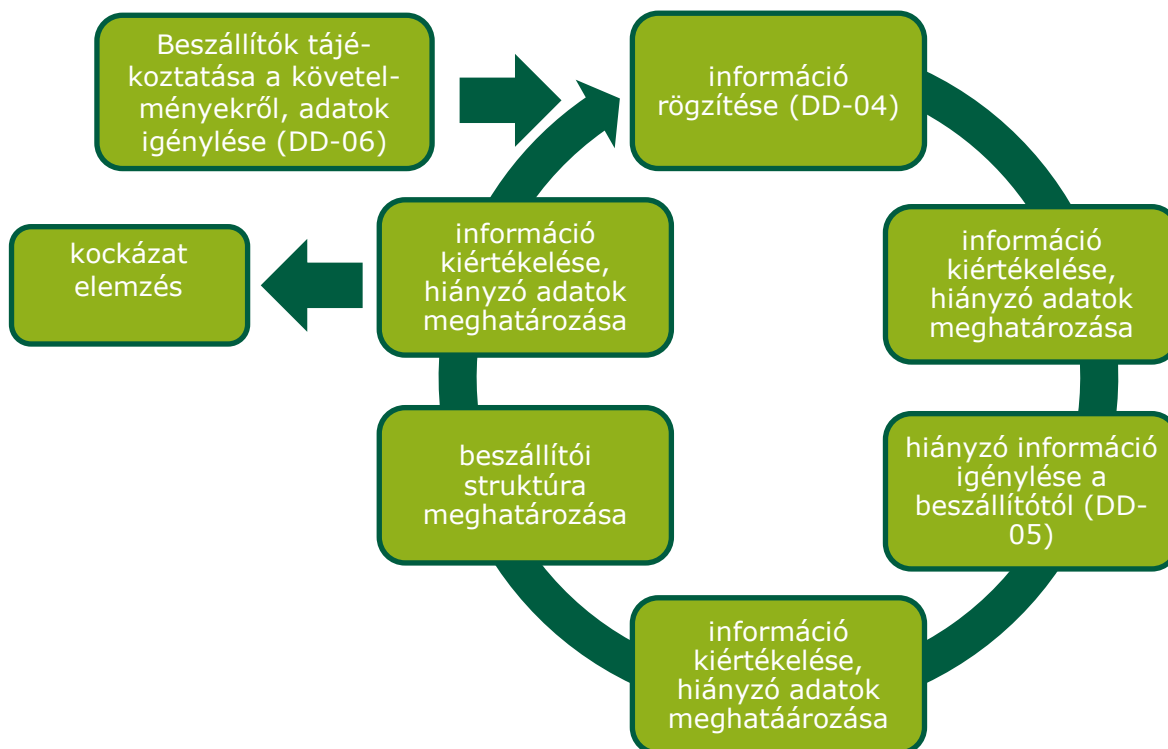 Beszállítók tájé-
koztatása a követel-
ményekről, adatok
igénylése (DD-06)
információ
rögzítése (DD-04)
információ
kiértékelése,
hiányzó adatok
meghatározása
hiányzó információ
igénylése a
beszállítótól (DD-
05)
információ
kiértékelése,
hiányzó adatok
meghatáározása
beszállítói
struktúra
meghatározása
információ
kiértékelése,
hiányzó adatok
meghatározása
kockázat
elemzés